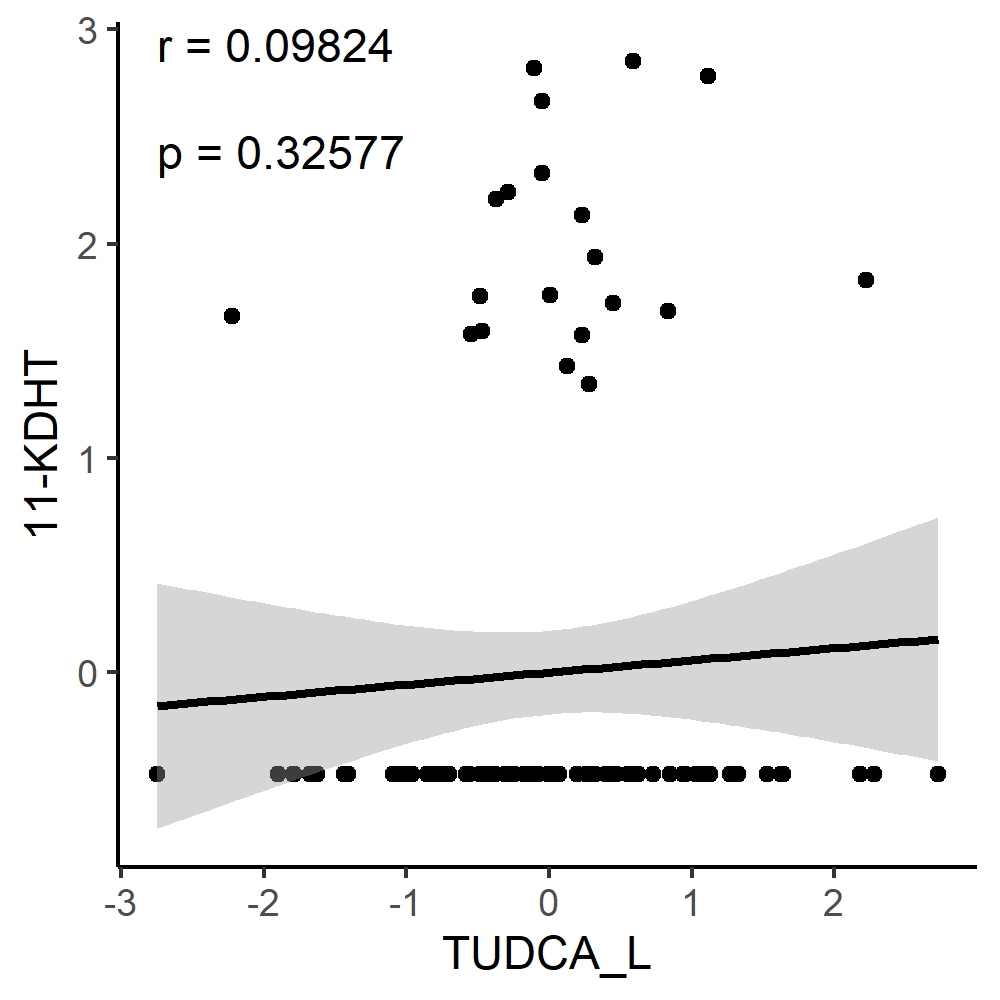 r = 0.09824
p = 0.32577
3
2
1
0
11-KDHT
-3 -2 -1 0 1 2
TUDCA_L